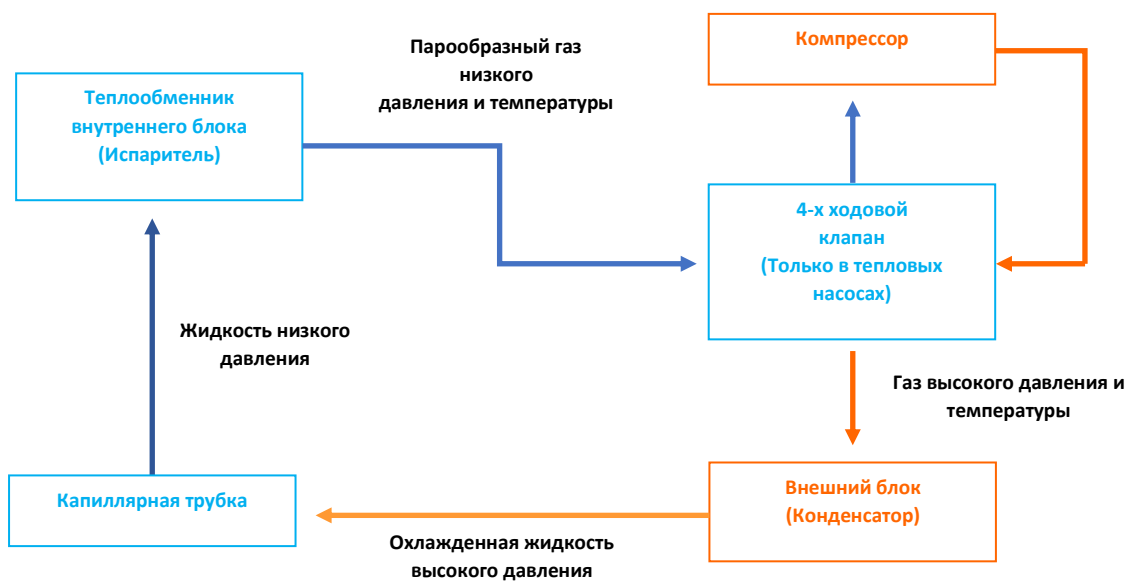 Парообразный газ
низкого
давления и температуры
Компрессор
Теплообменник
внутреннего блока
(Испаритель)
4-х ходовой
клапан
(Только в тепловых
насосах)
Жидкость низкого
давления
Газ высокого давления и
температуры
Капиллярная трубка
Внешний блок
(Конденсатор)
Охлажденная жидкость
высокого давления